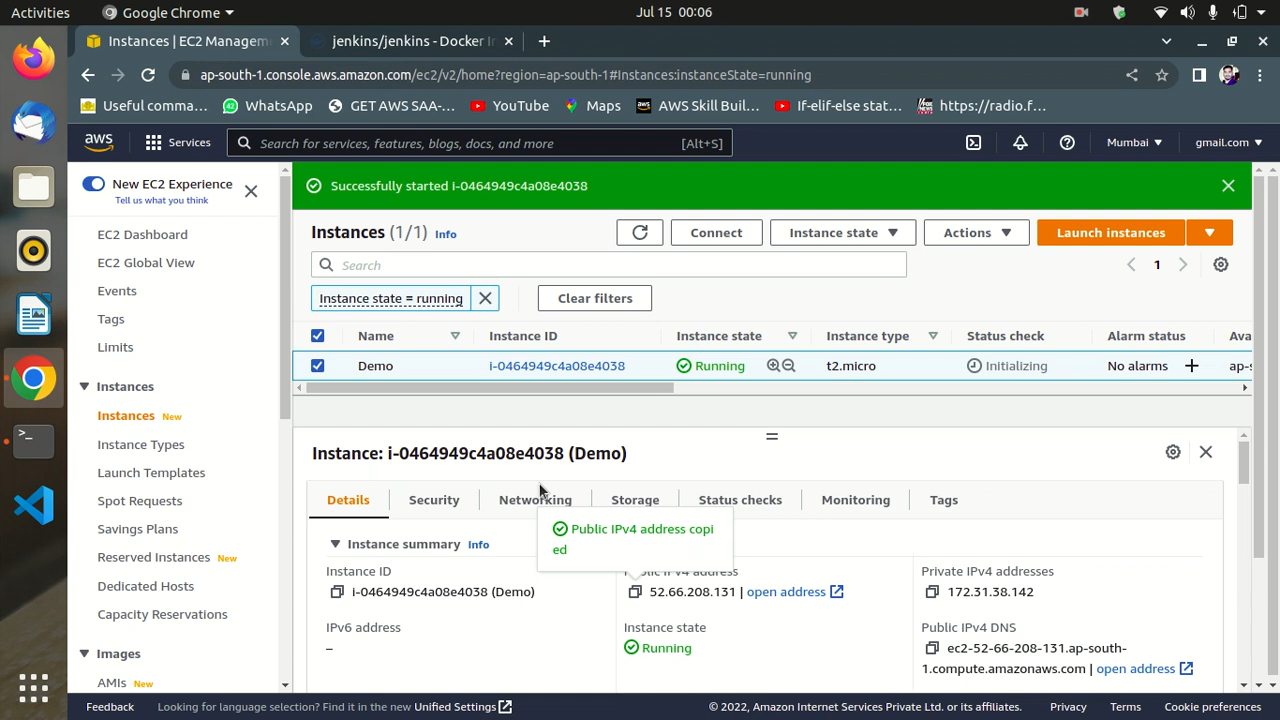 Activities
Google Chrome
Jul 15 00:06
Instances | EC2 Managem
jenkins/jenkins - Docker I
ap-south-1.console.aws.amazon.com/ec2/v2/home?region=ap-south-1#Instances:instanceState=running
Useful comma...
WhatsApp
GET AWS SAA-...
YouTube
Maps
AWS Skill Buil...
If-elif-else stat...
https://radio.f...
aws
Services
Search for services, features, blogs, docs, and more
[Alt+S]
Mumbai
gmail.com
New EC2 Experience
Tell us what you think
EC2 Dashboard
EC2 Global View
Events
Tags
Limits
Instances
Instances New
Instance Types
Launch Templates
Spot Requests
Savings Plans
Reserved Instances New
Dedicated Hosts
Capacity Reservations
Images
AMIs New
Successfully started i-0464949c4a08e4038
Instances (1/1) Info
Connect
Instance state
Actions
Launch instances
Search
1
Instance state = running
Clear filters
Name
Instance ID
Instance state
Instance type
Status check
Alarm status
Ava
Demo
i-0464949c4a08e4038
Running
t2.micro
Initializing
No alarms
ap-s
Instance: i-0464949c4a08e4038 (Demo)
Details
Security
Networking
Storage
Status checks
Monitoring
Tags
Public IPv4 address copi
ed
Instance summary Info
Instance ID
i-0464949c4a08e4038 (Demo)
Public IPv4 address
52.66.208.131 | open address
Private IPv4 addresses
172.31.38.142
IPv6 address
–
Instance state
Running
Public IPv4 DNS
ec2-52-66-208-131.ap-south-
1.compute.amazonaws.com | open address
Feedback
Looking for language selection? Find it in the new Unified Settings
© 2022, Amazon Internet Services Private Ltd. or its affiliates.
Privacy
Terms
Cookie preferences